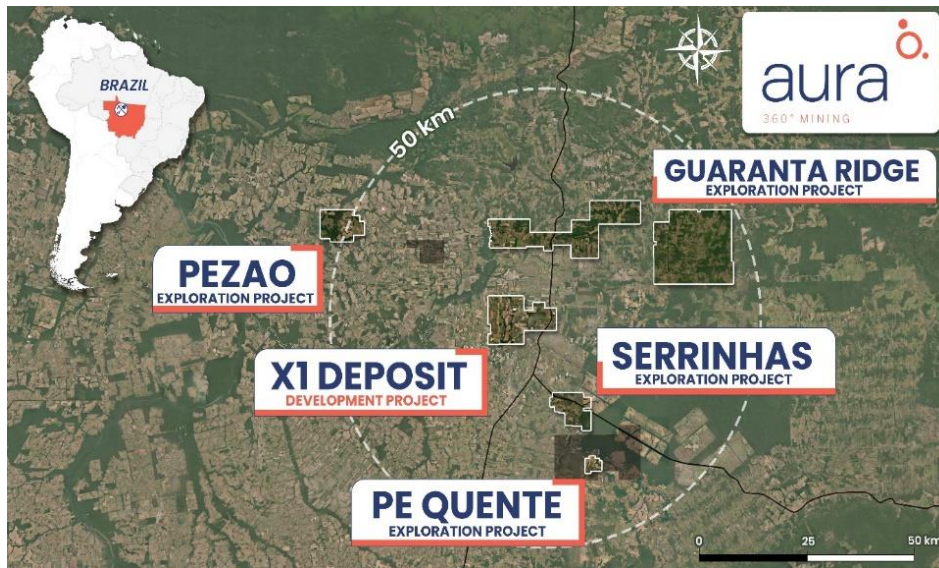 BRAZIL
aura
360° MINING
50 km
GUARANTA RIDGE
EXPLORATION PROJECT
PEZAO
EXPLORATION PROJECT
X1 DEPOSIT
DEVELOPMENT PROJECT
SERRINHAS
EXPLORATION PROJECT
PE QUENTE
EXPLORATION PROJECT
0 25 50 km